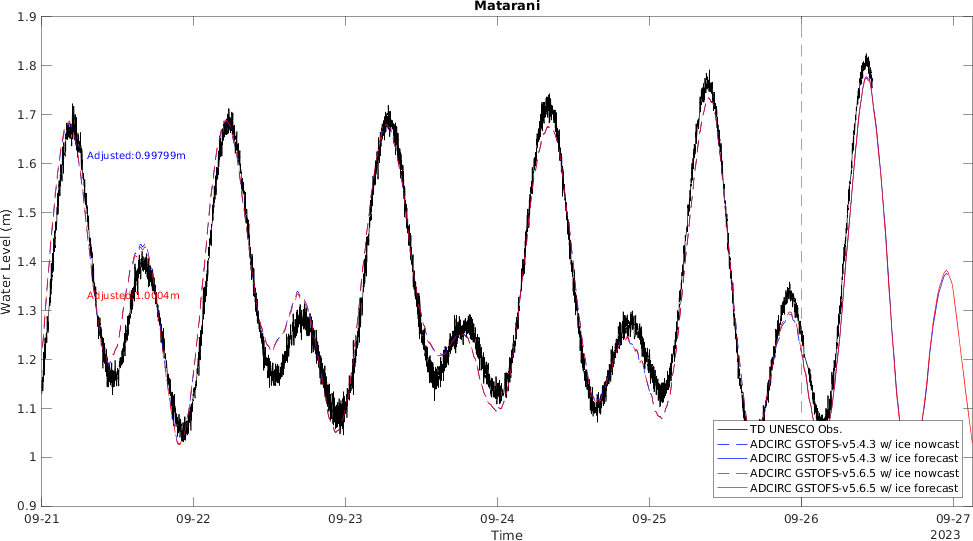 Matarani
1.9
1.8
1.7
1.6
1.5
1.4
1.3
1.2
1.1
1
0.9
Water Level (m)
Adjusted:0.99799m
Adjusted:1.0004m
TD UNESCO Obs.
ADCIRC GSTOFS-v5.4.3 w/ ice nowcast
ADCIRC GSTOFS-v5.4.3 w/ ice forecast
ADCIRC GSTOFS-v5.6.5 w/ ice nowcast
ADCIRC GSTOFS-v5.6.5 w/ ice forecast
09-21 09-22 09-23 09-24 09-25 09-26 09-27
Time
2023